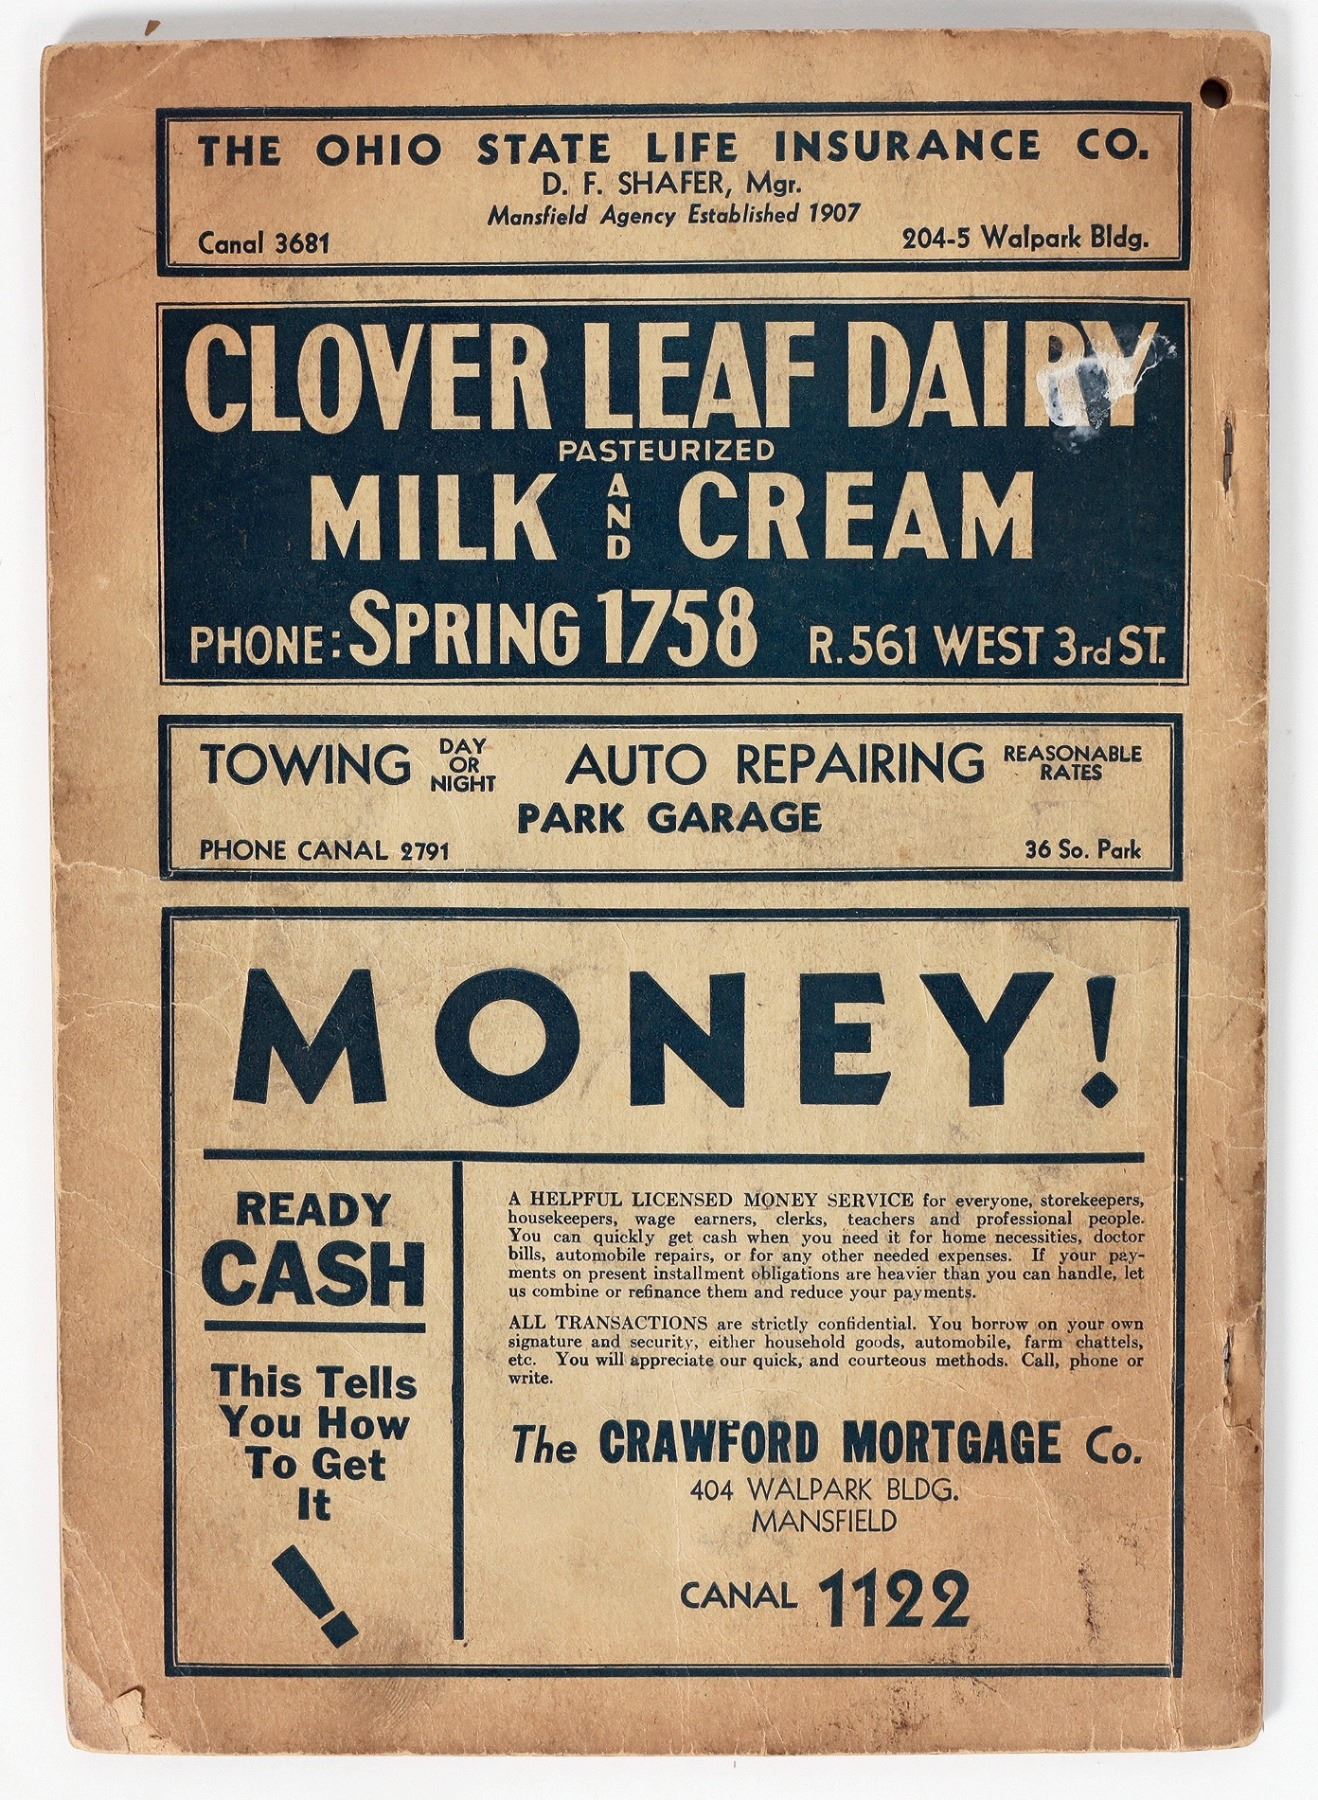 THE OHIO STATE LIFE INSURANCE CO.
D. F. SHAFER, Mgr.
Mansfield Agency Established 1907
Canal 3681 204-5 Walpark Bldg.
CLOVER LEAF DAIRY
PASTEURIZED
MILK AND CREAM
PHONE: SPRING 1758 R. 561 WEST 3rd ST.
TOWING DAY OR NIGHT AUTO REPAIRING REASONABLE RATES
PARK GARAGE
PHONE CANAL 2791 36 So. Park
MONEY!
READY
CASH
This Tells
You How
To Get
It
!
A HELPFUL LICENSED MONEY SERVICE for everyone, storekeepers,
housekeepers, wage earners, clerks, teachers and professional people.
You can quickly get cash when you need it for home necessities, doctor
bills, automobile repairs, or for any other needed expenses. If your pay-
ments on present installment obligations are heavier than you can handle, let
us combine or refinance them and reduce your payments.
ALL TRANSACTIONS are strictly confidential. You borrow on your own
signature and security, either household goods, automobile, farm chattels,
etc. You will appreciate our quick, and courteous methods. Call, phone or
write.
The CRAWFORD MORTGAGE Co.
404 WALPARK BLDG.
MANSFIELD
CANAL 1122